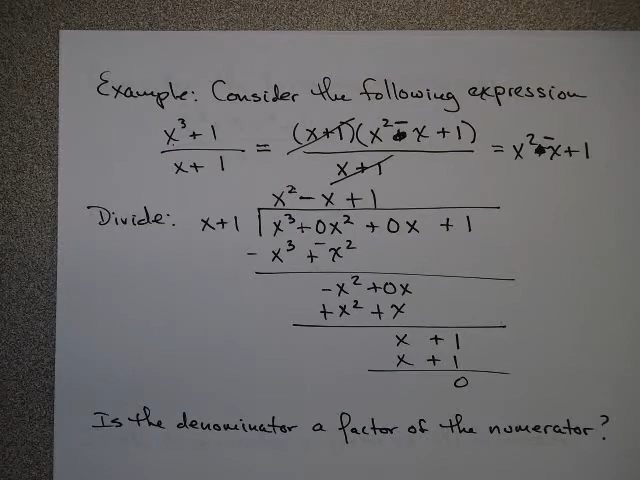 Example: Consider the following expression
x³ + 1 / x + 1 = (x+1)(x² - x + 1) / x + 1 = x² - x + 1
x² - x + 1
Divide: x+1 ) x³ + 0x² + 0x + 1
- x³ + - x²
- x² + 0x
+ x² + x
x + 1
x + 1
0
Is the denominator a factor of the numerator?